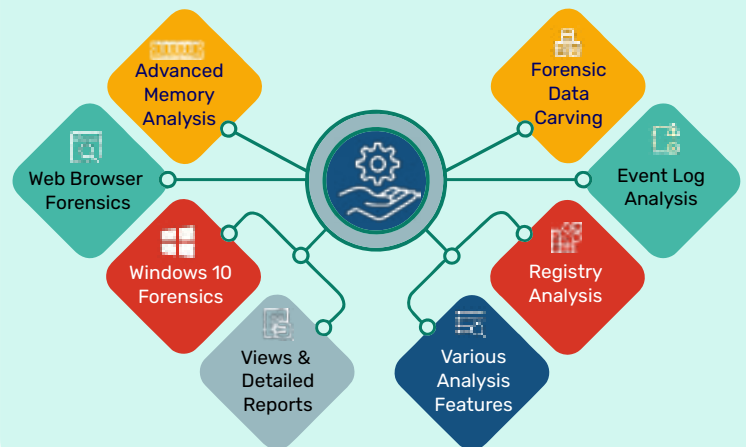 Advanced
Memory
Analysis
Forensic
Data
Carving
Web Browser
Forensics
Event Log
Analysis
Windows 10
Forensics
Registry
Analysis
Views &
Detailed
Reports
Various
Analysis
Features